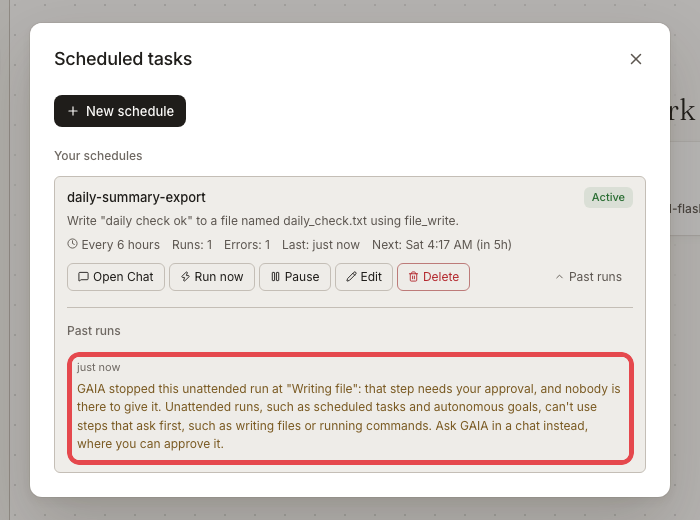 Scheduled tasks
New schedule
Your schedules
daily-summary-export
Active
Write "daily check ok" to a file named daily_check.txt using file_write.
Every 6 hours Runs: 1 Errors: 1 Last: just now Next: Sat 4:17 AM (in 5h)
Open Chat Run now Pause Edit Delete Past runs
Past runs
just now
GAIA stopped this unattended run at "Writing file": that step needs your approval, and nobody is
there to give it. Unattended runs, such as scheduled tasks and autonomous goals, can't use
steps that ask first, such as writing files or running commands. Ask GAIA in a chat instead,
where you can approve it.